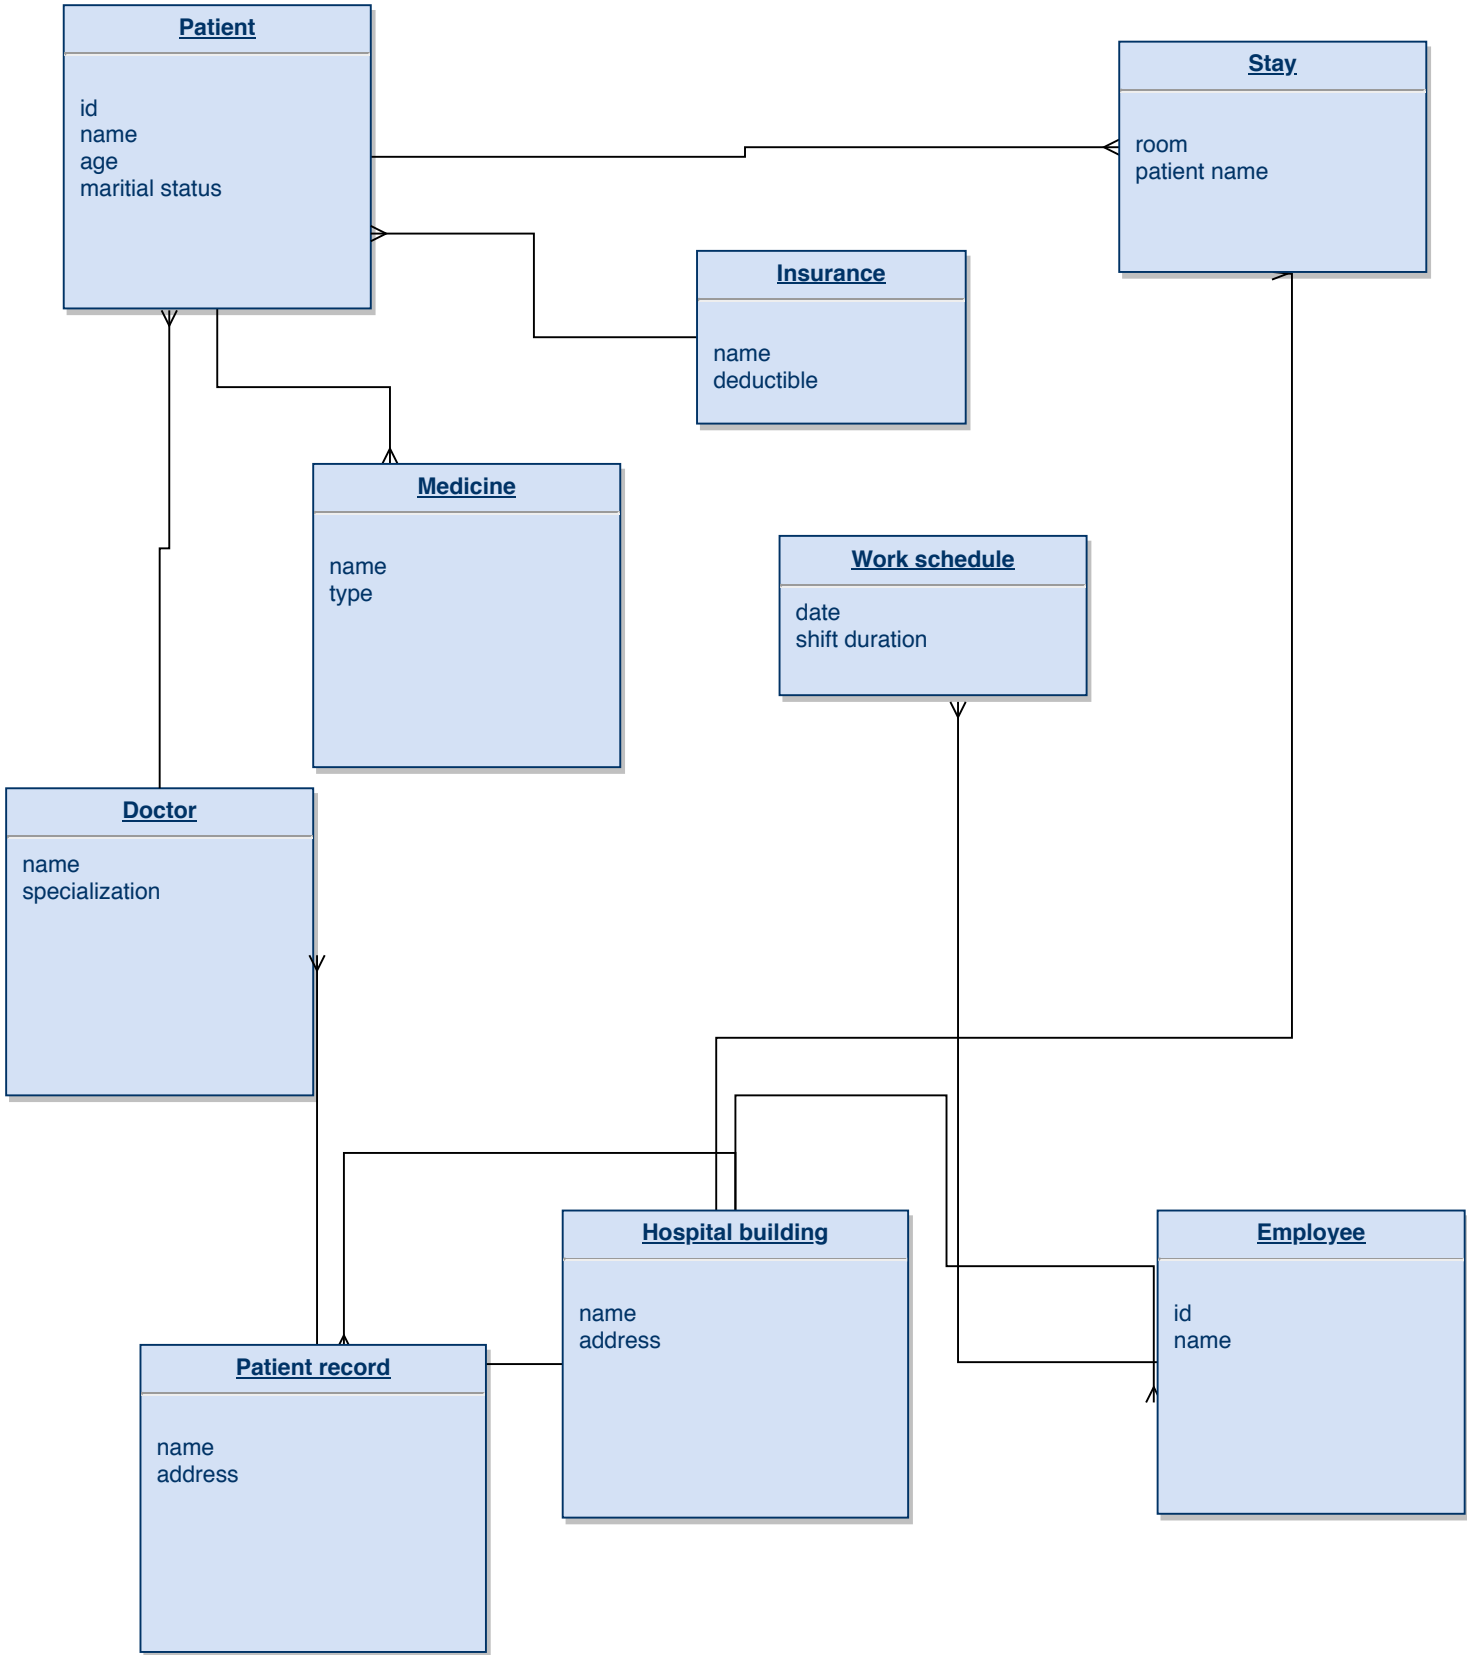 Patient
id
name
age
maritial status
Stay
room
patient name
Insurance
name
deductible
Medicine
name
type
Work schedule
date
shift duration
Doctor
name
specialization
Hospital building
name
address
Employee
id
name
Patient record
name
address